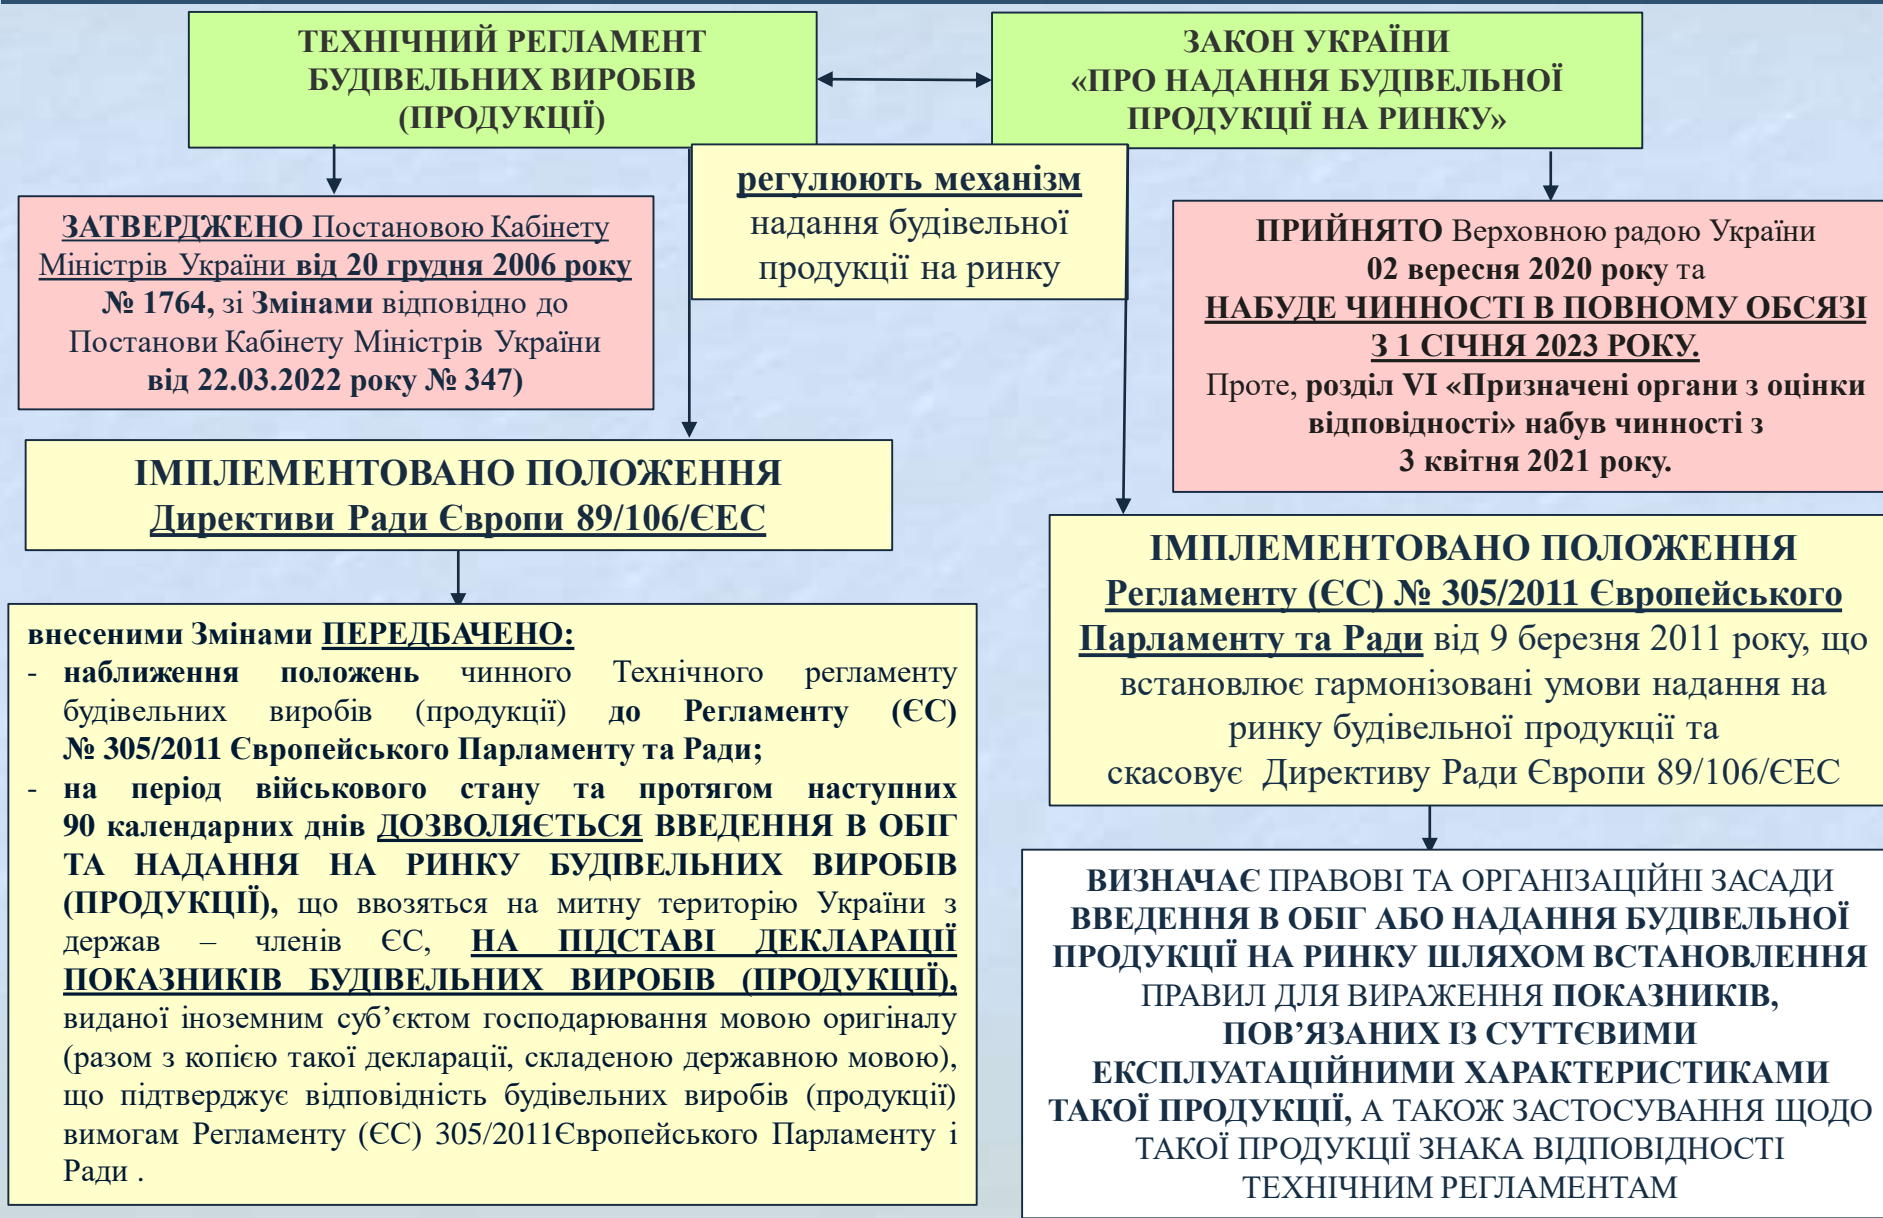 ТЕХНІЧНИЙ РЕГЛАМЕНТ
БУДІВЕЛЬНИХ ВИРОБІВ
(ПРОДУКЦІЇ)
ЗАКОН УКРАЇНИ
«ПРО НАДАННЯ БУДІВЕЛЬНОЇ
ПРОДУКЦІЇ НА РИНКУ»
регулюють механізм
надання будівельної
продукції на ринку
ЗАТВЕРДЖЕНО Постановою Кабінету
Міністрів України від 20 грудня 2006 року
№ 1764, зі Змінами відповідно до
Постанови Кабінету Міністрів України
від 22.03.2022 року № 347)
ПРИЙНЯТО Верховною радою України
02 вересня 2020 року та
НАБУДЕ ЧИННОСТІ В ПОВНОМУ ОБСЯЗІ
З 1 СІЧНЯ 2023 РОКУ.
Проте, розділ VI «Призначені органи з оцінки
відповідності» набув чинності з
3 квітня 2021 року.
ІМПЛЕМЕНТОВАНО ПОЛОЖЕННЯ
Директиви Ради Європи 89/106/ЄЕС
ІМПЛЕМЕНТОВАНО ПОЛОЖЕННЯ
Регламенту (ЄС) № 305/2011 Європейського
Парламенту та Ради від 9 березня 2011 року, що
встановлює гармонізовані умови надання на
ринку будівельної продукції та
скасовує Директиву Ради Європи 89/106/ЄЕС
внесеними Змінами ПЕРЕДБАЧЕНО:
- наближення положень чинного Технічного регламенту
будівельних виробів (продукції) до Регламенту (ЄС)
№ 305/2011 Європейського Парламенту та Ради;
- на період військового стану та протягом наступних
90 календарних днів ДОЗВОЛЯЄТЬСЯ ВВЕДЕННЯ В ОБІГ
ТА НАДАННЯ НА РИНКУ БУДІВЕЛЬНИХ ВИРОБІВ
(ПРОДУКЦІЇ), що ввозяться на митну територію України з
держав – членів ЄС, НА ПІДСТАВІ ДЕКЛАРАЦІЇ
ПОКАЗНИКІВ БУДІВЕЛЬНИХ ВИРОБІВ (ПРОДУКЦІЇ),
виданої іноземним суб’єктом господарювання мовою оригіналу
(разом з копією такої декларації, складеною державною мовою),
що підтверджує відповідність будівельних виробів (продукції)
вимогам Регламенту (ЄС) 305/2011Європейського Парламенту і
Ради .
ВИЗНАЧАЄ ПРАВОВІ ТА ОРГАНІЗАЦІЙНІ ЗАСАДИ
ВВЕДЕННЯ В ОБІГ АБО НАДАННЯ БУДІВЕЛЬНОЇ
ПРОДУКЦІЇ НА РИНКУ ШЛЯХОМ ВСТАНОВЛЕННЯ
ПРАВИЛ ДЛЯ ВИРАЖЕННЯ ПОКАЗНИКІВ,
ПОВ’ЯЗАНИХ ІЗ СУТТЄВИМИ
ЕКСПЛУАТАЦІЙНИМИ ХАРАКТЕРИСТИКАМИ
ТАКОЇ ПРОДУКЦІЇ, А ТАКОЖ ЗАСТОСУВАННЯ ЩОДО
ТАКОЇ ПРОДУКЦІЇ ЗНАКА ВІДПОВІДНОСТІ
ТЕХНІЧНИМ РЕГЛАМЕНТАМ